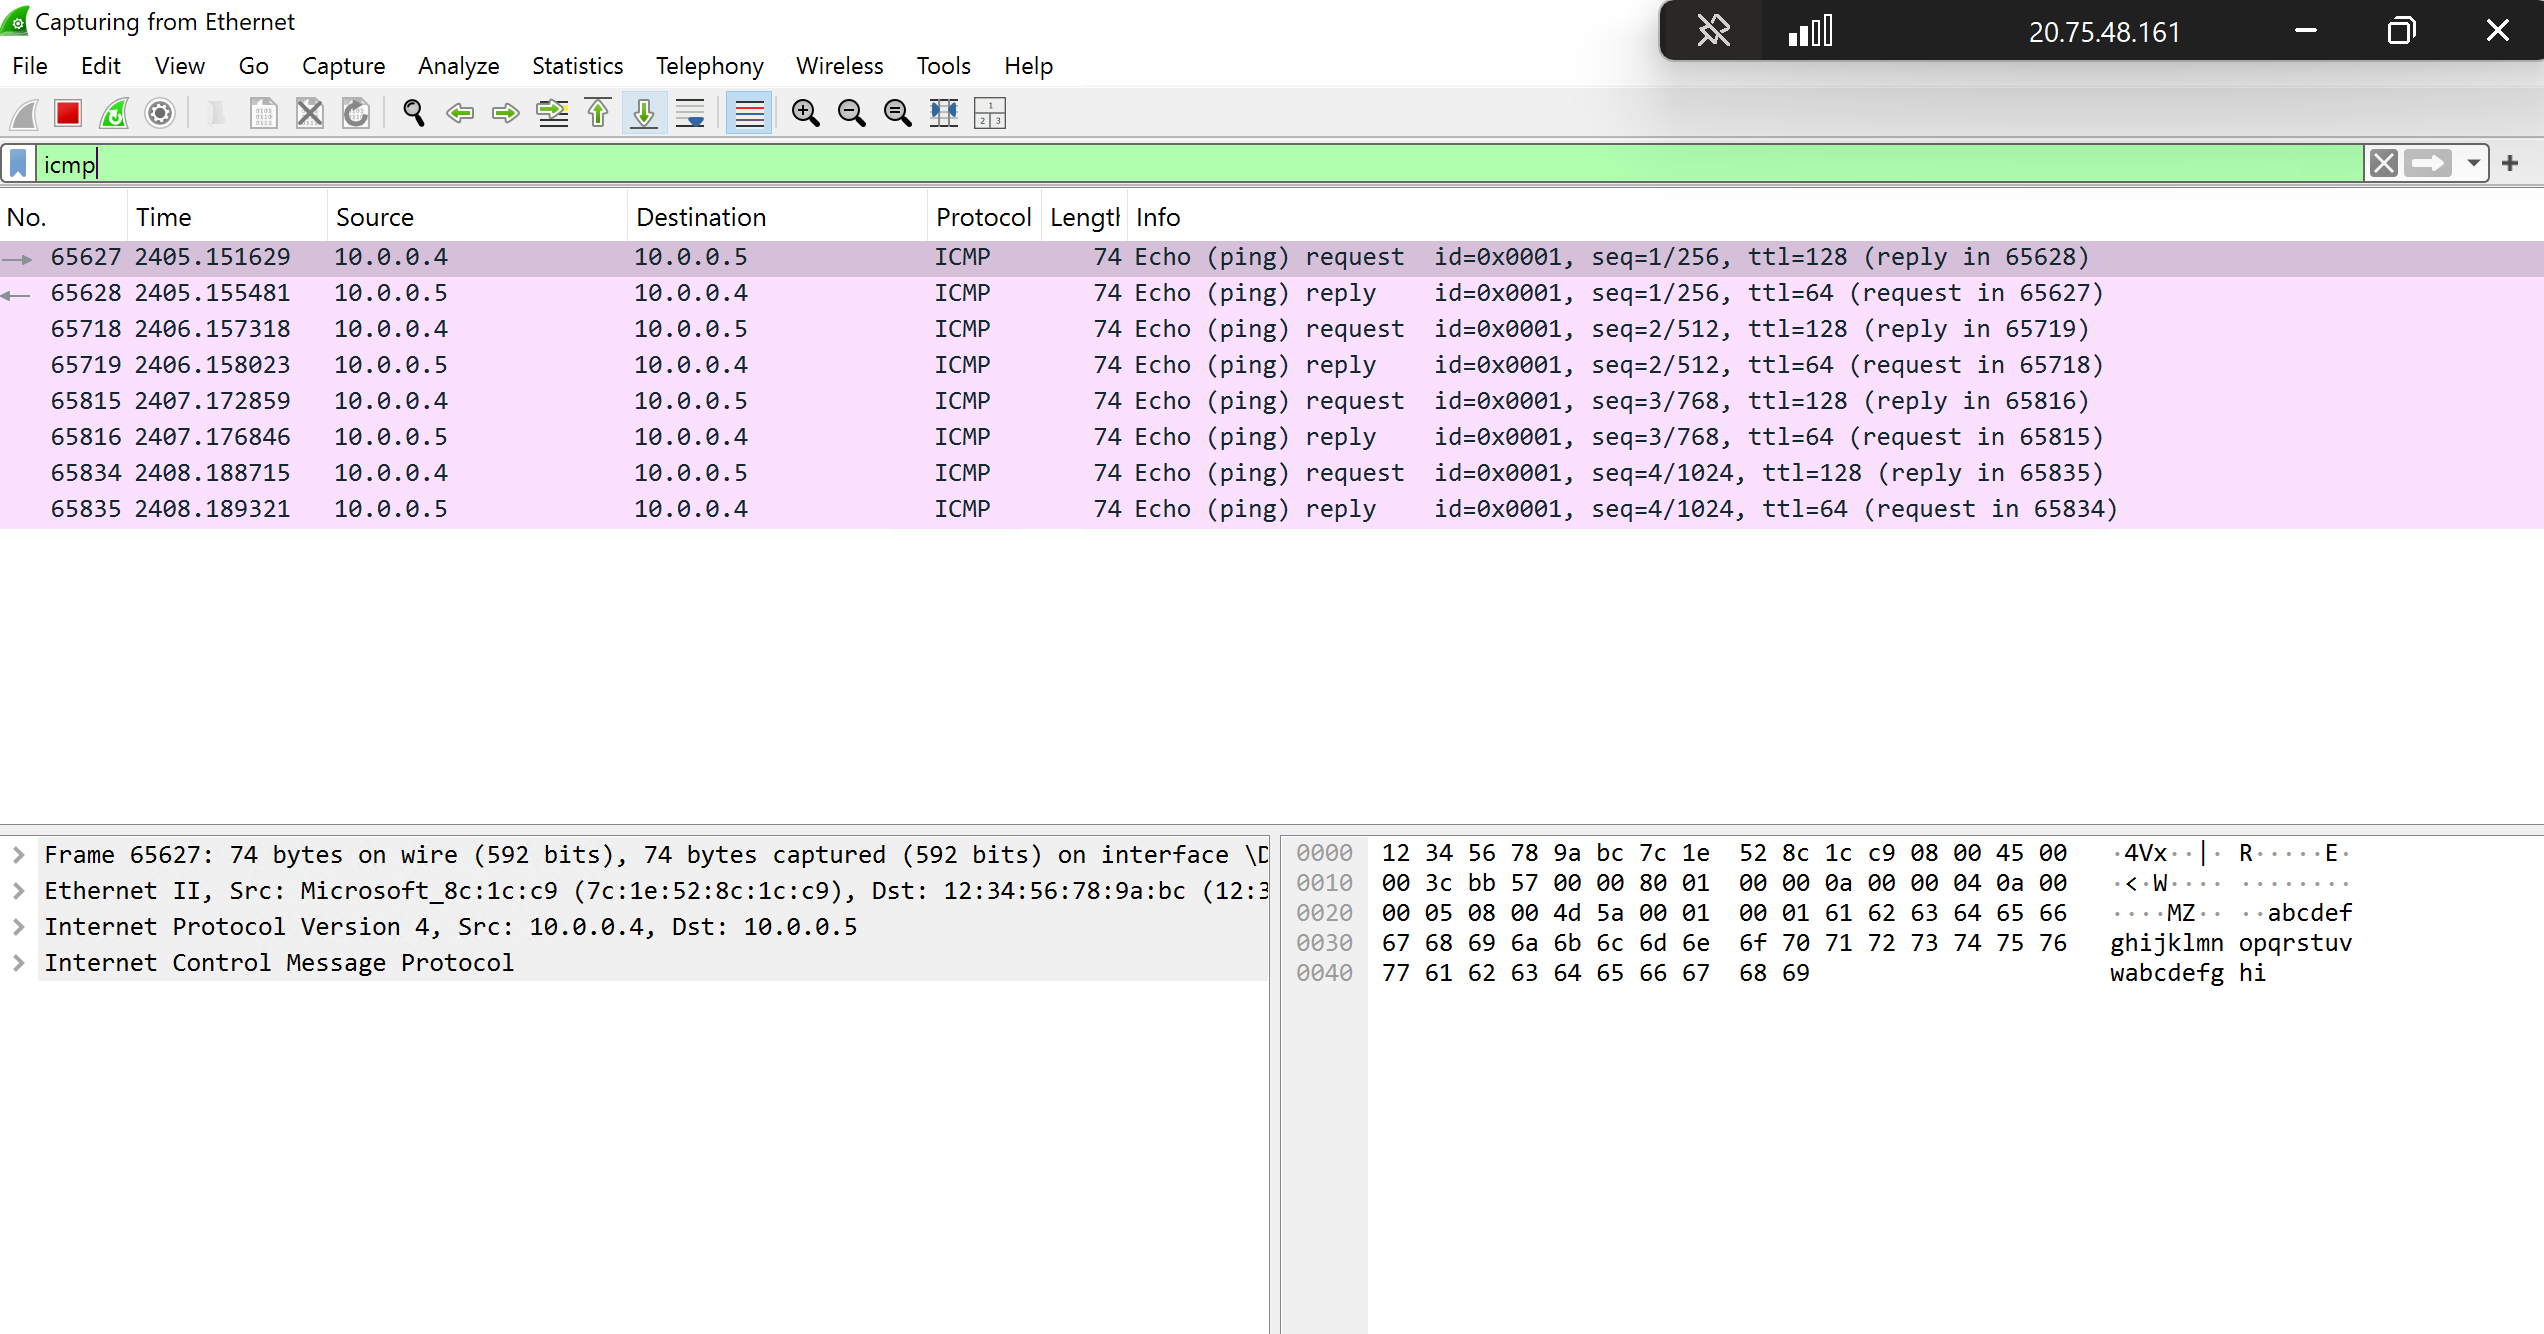 Capturing from Ethernet
20.75.48.161
File Edit View Go Capture Analyze Statistics Telephony Wireless Tools Help
icmp
No. Time Source Destination Protocol Length Info
65627 2405.151629 10.0.0.4 10.0.0.5 ICMP 74 Echo (ping) request id=0x0001, seq=1/256, ttl=128 (reply in 65628)
65628 2405.155481 10.0.0.5 10.0.0.4 ICMP 74 Echo (ping) reply id=0x0001, seq=1/256, ttl=64 (request in 65627)
65718 2406.157318 10.0.0.4 10.0.0.5 ICMP 74 Echo (ping) request id=0x0001, seq=2/512, ttl=128 (reply in 65719)
65719 2406.158023 10.0.0.5 10.0.0.4 ICMP 74 Echo (ping) reply id=0x0001, seq=2/512, ttl=64 (request in 65718)
65815 2407.172859 10.0.0.4 10.0.0.5 ICMP 74 Echo (ping) request id=0x0001, seq=3/768, ttl=128 (reply in 65816)
65816 2407.176846 10.0.0.5 10.0.0.4 ICMP 74 Echo (ping) reply id=0x0001, seq=3/768, ttl=64 (request in 65815)
65834 2408.188715 10.0.0.4 10.0.0.5 ICMP 74 Echo (ping) request id=0x0001, seq=4/1024, ttl=128 (reply in 65835)
65835 2408.189321 10.0.0.5 10.0.0.4 ICMP 74 Echo (ping) reply id=0x0001, seq=4/1024, ttl=64 (request in 65834)
Frame 65627: 74 bytes on wire (592 bits), 74 bytes captured (592 bits) on interface \D
Ethernet II, Src: Microsoft_8c:1c:c9 (7c:1e:52:8c:1c:c9), Dst: 12:34:56:78:9a:bc (12:3
Internet Protocol Version 4, Src: 10.0.0.4, Dst: 10.0.0.5
Internet Control Message Protocol
0000 12 34 56 78 9a bc 7c 1e 52 8c 1c c9 08 00 45 00 ·4Vx··|· R·····E·
0010 00 3c bb 57 00 00 80 01 00 00 0a 00 00 04 0a 00 ·<·W···· ········
0020 00 05 08 00 4d 5a 00 01 00 01 61 62 63 64 65 66 ····MZ·· ··abcdef
0030 67 68 69 6a 6b 6c 6d 6e 6f 70 71 72 73 74 75 76 ghijklmn opqrstuv
0040 77 61 62 63 64 65 66 67 68 69 wabcdefg hi